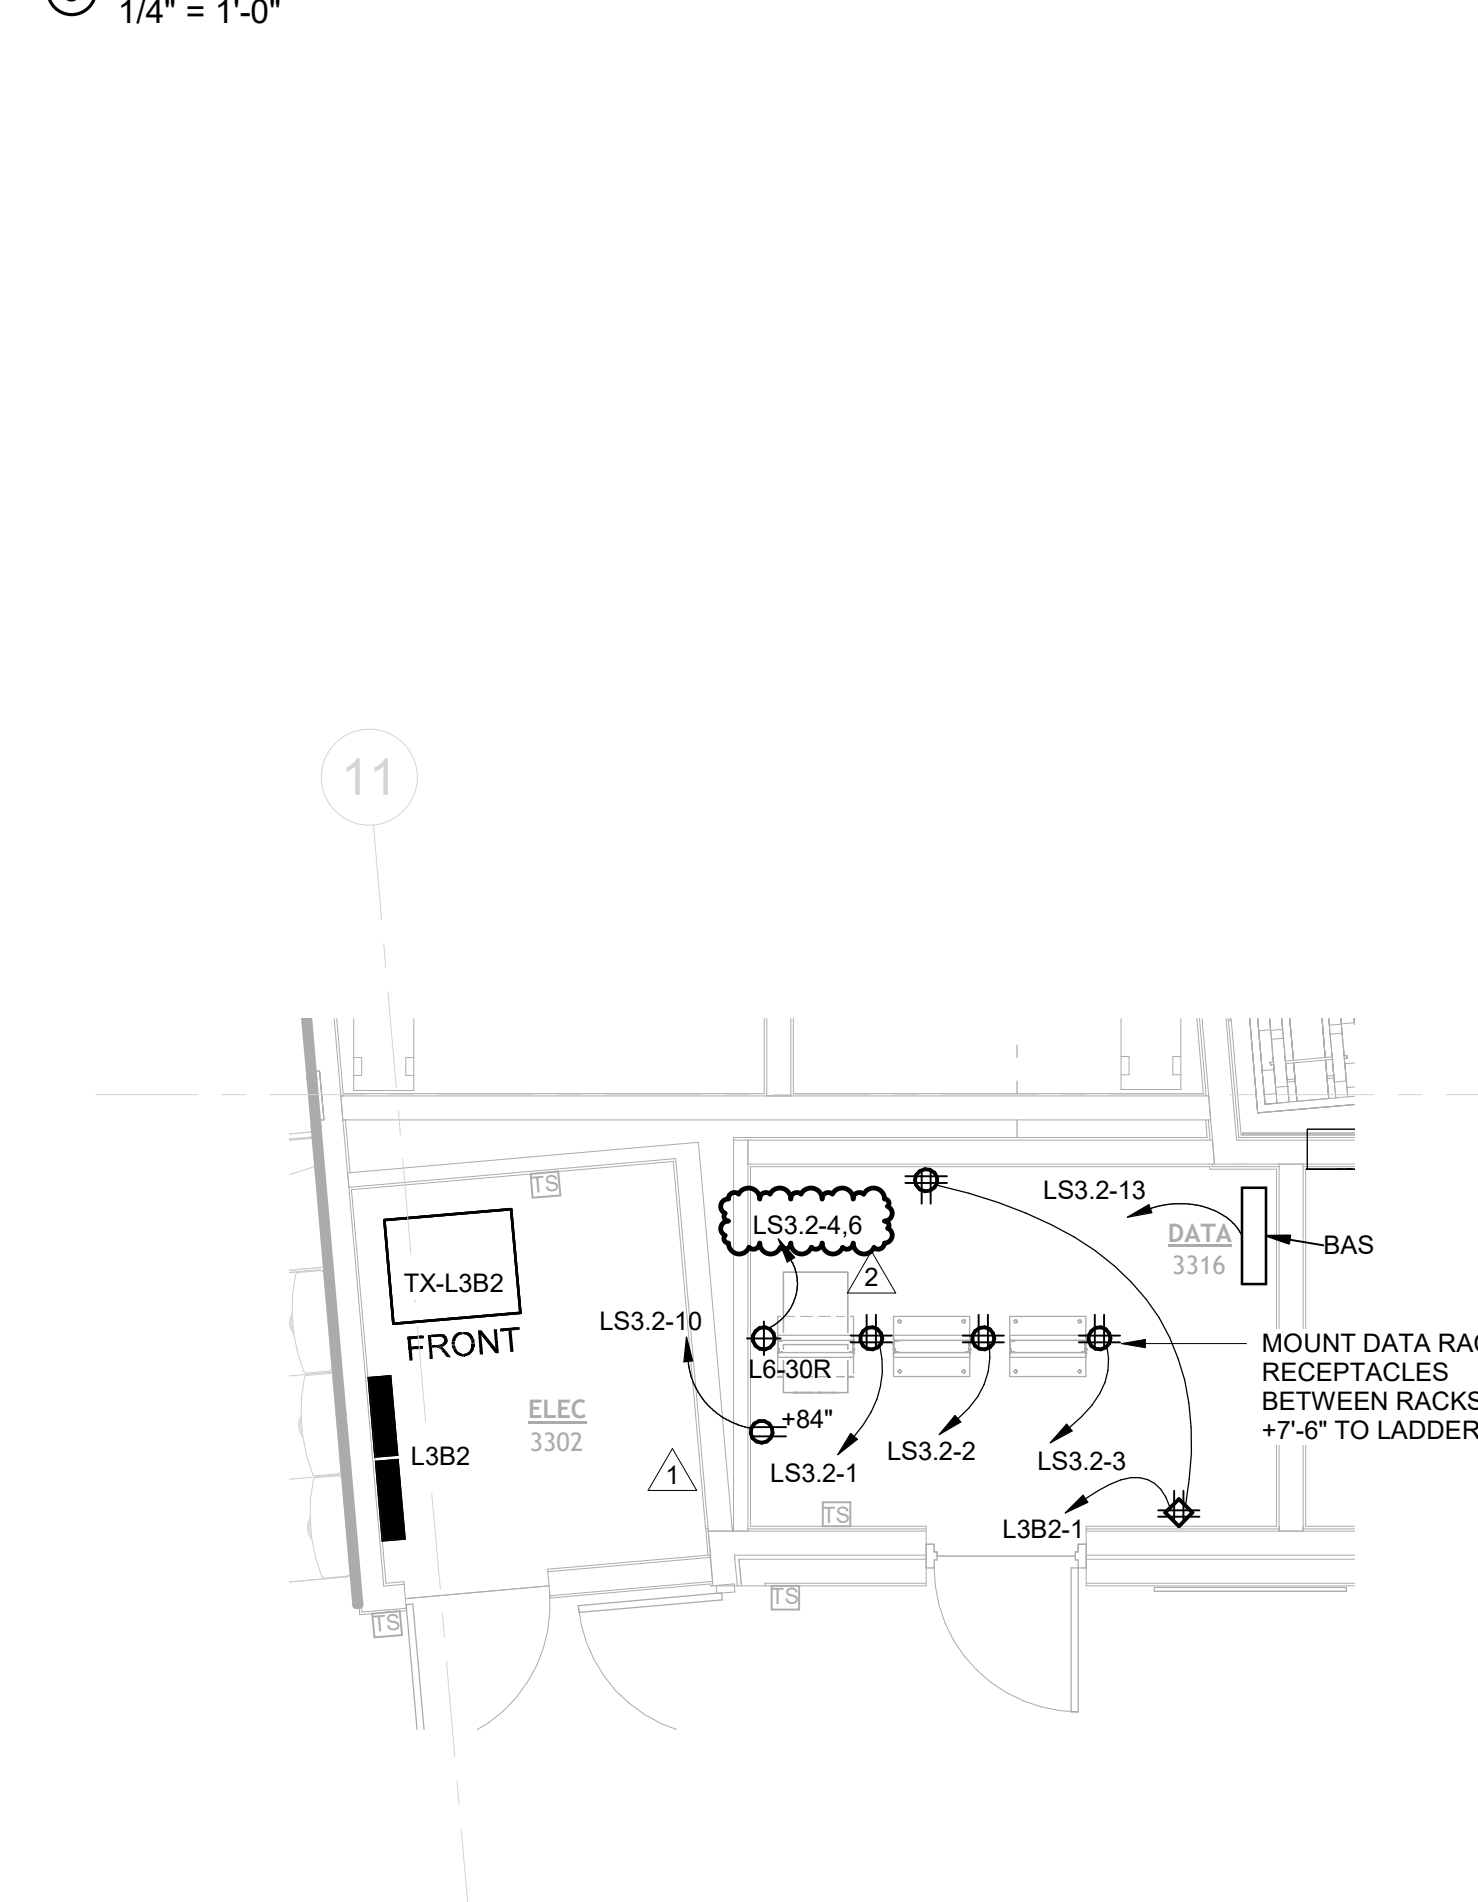 1/4" = 1'-0"
11
TS
LS3.2-4,6
2
LS3.2-13
DATA
3316
BAS
TX-L3B2
FRONT
LS3.2-10
L6-30R
+84"
MOUNT DATA
RECEPTACLES
BETWEEN RACKS
+7'-6" TO LADDER
ELEC
3302
L3B2
1
LS3.2-1
LS3.2-2
LS3.2-3
L3B2-1
TS
TS
TS